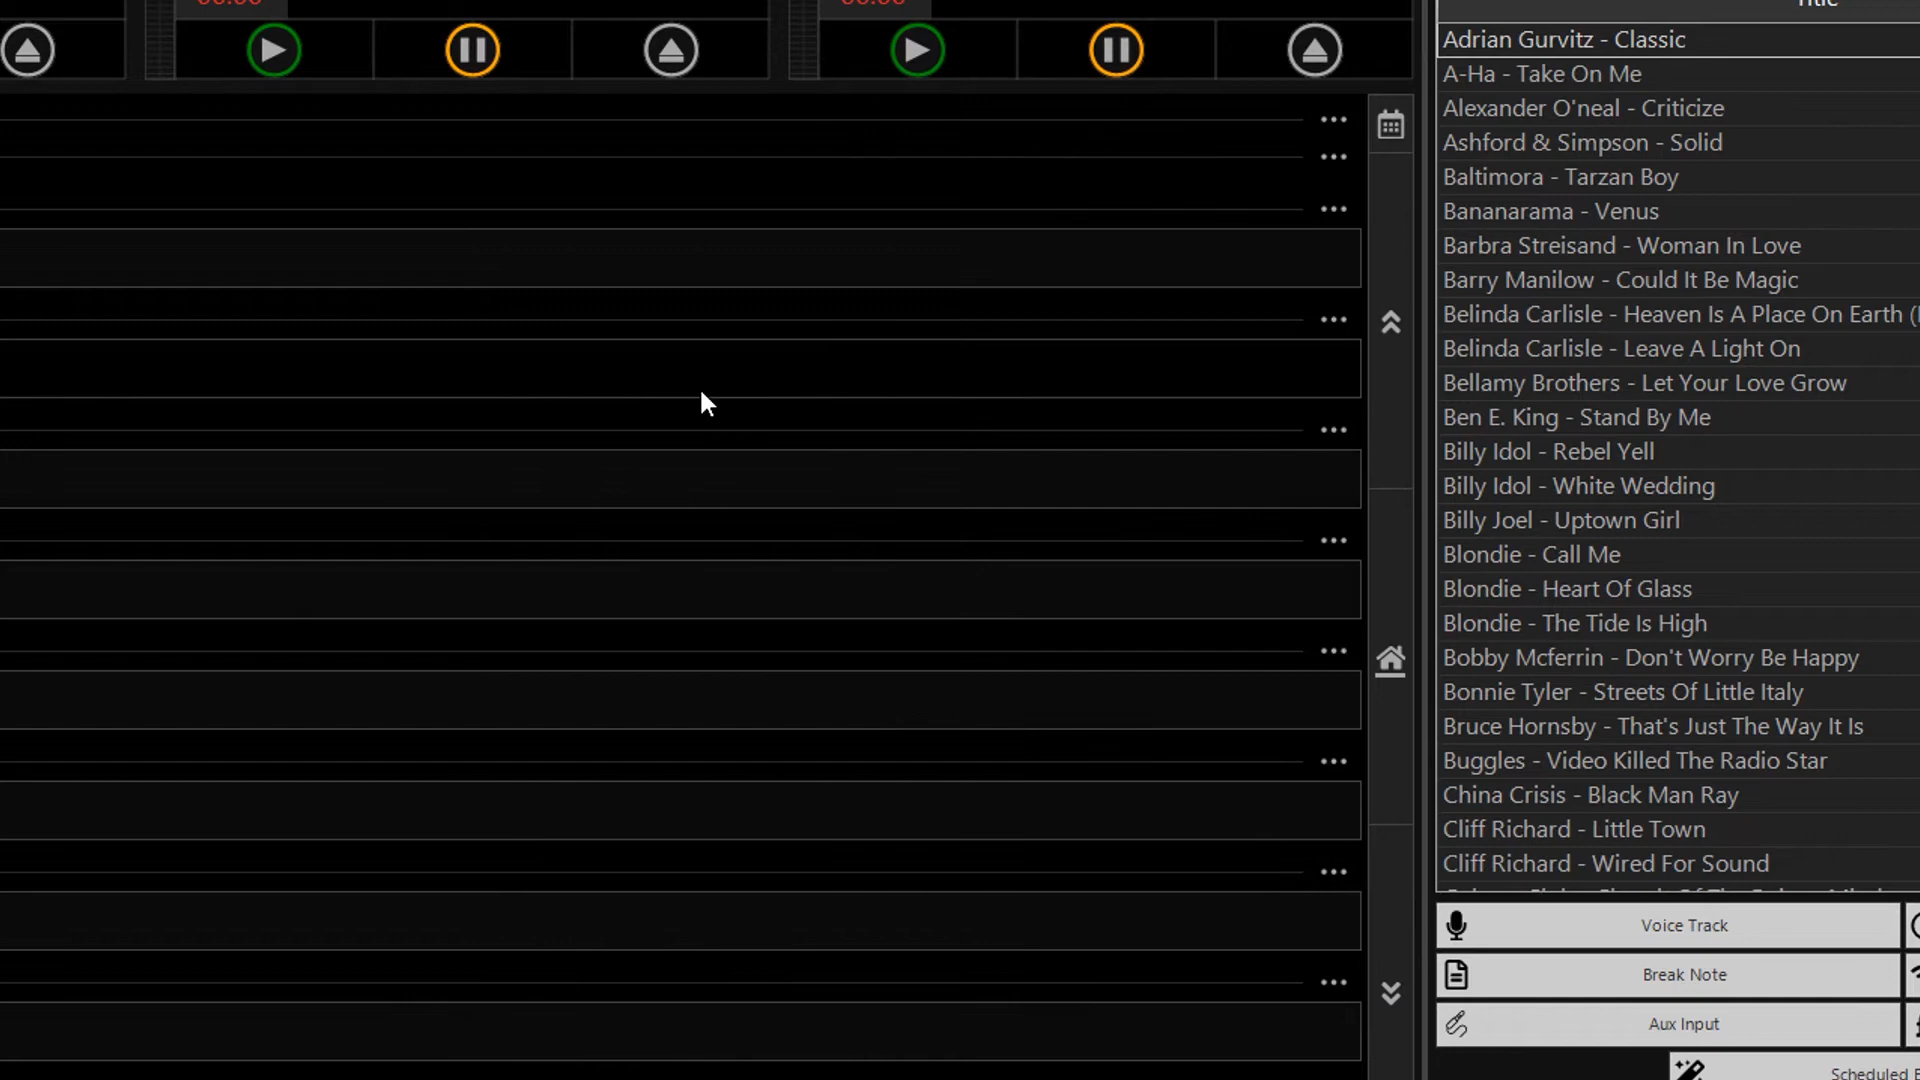 Title
Adrian Gurvitz - Classic
A-Ha - Take On Me
Alexander O'neal - Criticize
Ashford & Simpson - Solid
Baltimora - Tarzan Boy
Bananarama - Venus
Barbra Streisand - Woman In Love
Barry Manilow - Could It Be Magic
Belinda Carlisle - Heaven Is A Place On Earth (
Belinda Carlisle - Leave A Light On
Bellamy Brothers - Let Your Love Grow
Ben E. King - Stand By Me
Billy Idol - Rebel Yell
Billy Idol - White Wedding
Billy Joel - Uptown Girl
Blondie - Call Me
Blondie - Heart Of Glass
Blondie - The Tide Is High
Bobby Mcferrin - Don't Worry Be Happy
Bonnie Tyler - Streets Of Little Italy
Bruce Hornsby - That's Just The Way It Is
Buggles - Video Killed The Radio Star
China Crisis - Black Man Ray
Cliff Richard - Little Town
Cliff Richard - Wired For Sound
Voice Track
Break Note
Aux Input
Scheduled